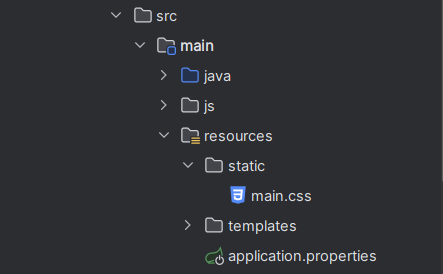 src
main
java
js
resources
static
main.css
templates
application.properties